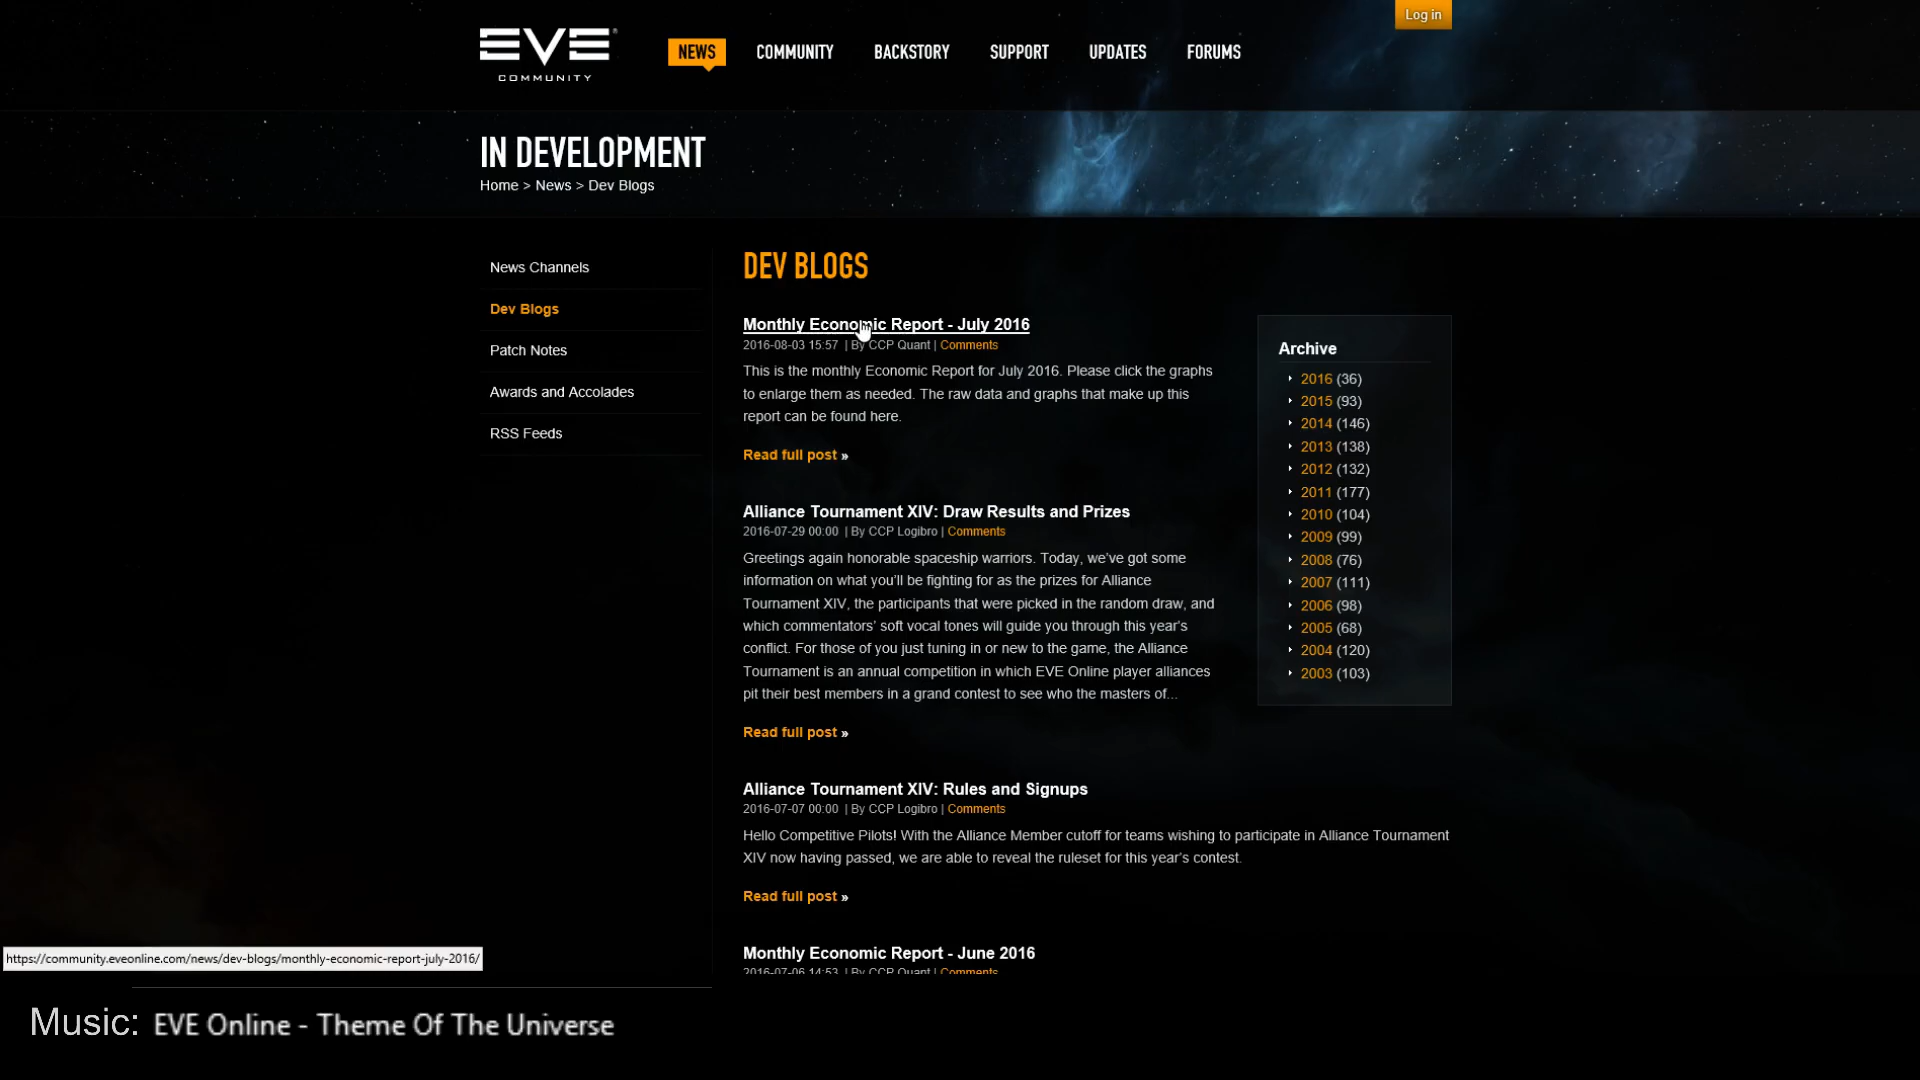 Log in
EVE
COMMUNITY
NEWS COMMUNITY BACKSTORY SUPPORT UPDATES FORUMS
IN DEVELOPMENT
Home > News > Dev Blogs
News Channels
Dev Blogs
Patch Notes
Awards and Accolades
RSS Feeds
DEV BLOGS
Monthly Economic Report - July 2016
2016-08-03 15:57 | By CCP Quant | Comments
This is the monthly Economic Report for July 2016. Please click the graphs
to enlarge them as needed. The raw data and graphs that make up this
report can be found here.
Read full post »
Alliance Tournament XIV: Draw Results and Prizes
2016-07-29 00:00 | By CCP Logibro | Comments
Greetings again honorable spaceship warriors. Today, we've got some
information on what you'll be fighting for as the prizes for Alliance
Tournament XIV, the participants that were picked in the random draw, and
which commentators' soft vocal tones will guide you through this year's
conflict. For those of you just tuning in or new to the game, the Alliance
Tournament is an annual competition in which EVE Online player alliances
pit their best members in a grand contest to see who the masters of...
Read full post »
Alliance Tournament XIV: Rules and Signups
2016-07-07 00:00 | By CCP Logibro | Comments
Hello Competitive Pilots! With the Alliance Member cutoff for teams wishing to participate in Alliance Tournament
XIV now having passed, we are able to reveal the ruleset for this year's contest.
Read full post »
Monthly Economic Report - June 2016
2016-07-06 14:53 | By CCP Quant | Comments
Archive
2016 (36)
2015 (93)
2014 (146)
2013 (138)
2012 (132)
2011 (177)
2010 (104)
2009 (99)
2008 (76)
2007 (111)
2006 (98)
2005 (68)
2004 (120)
2003 (103)
https://community.eveonline.com/news/dev-blogs/monthly-economic-report-july-2016/
Music: EVE Online - Theme Of The Universe